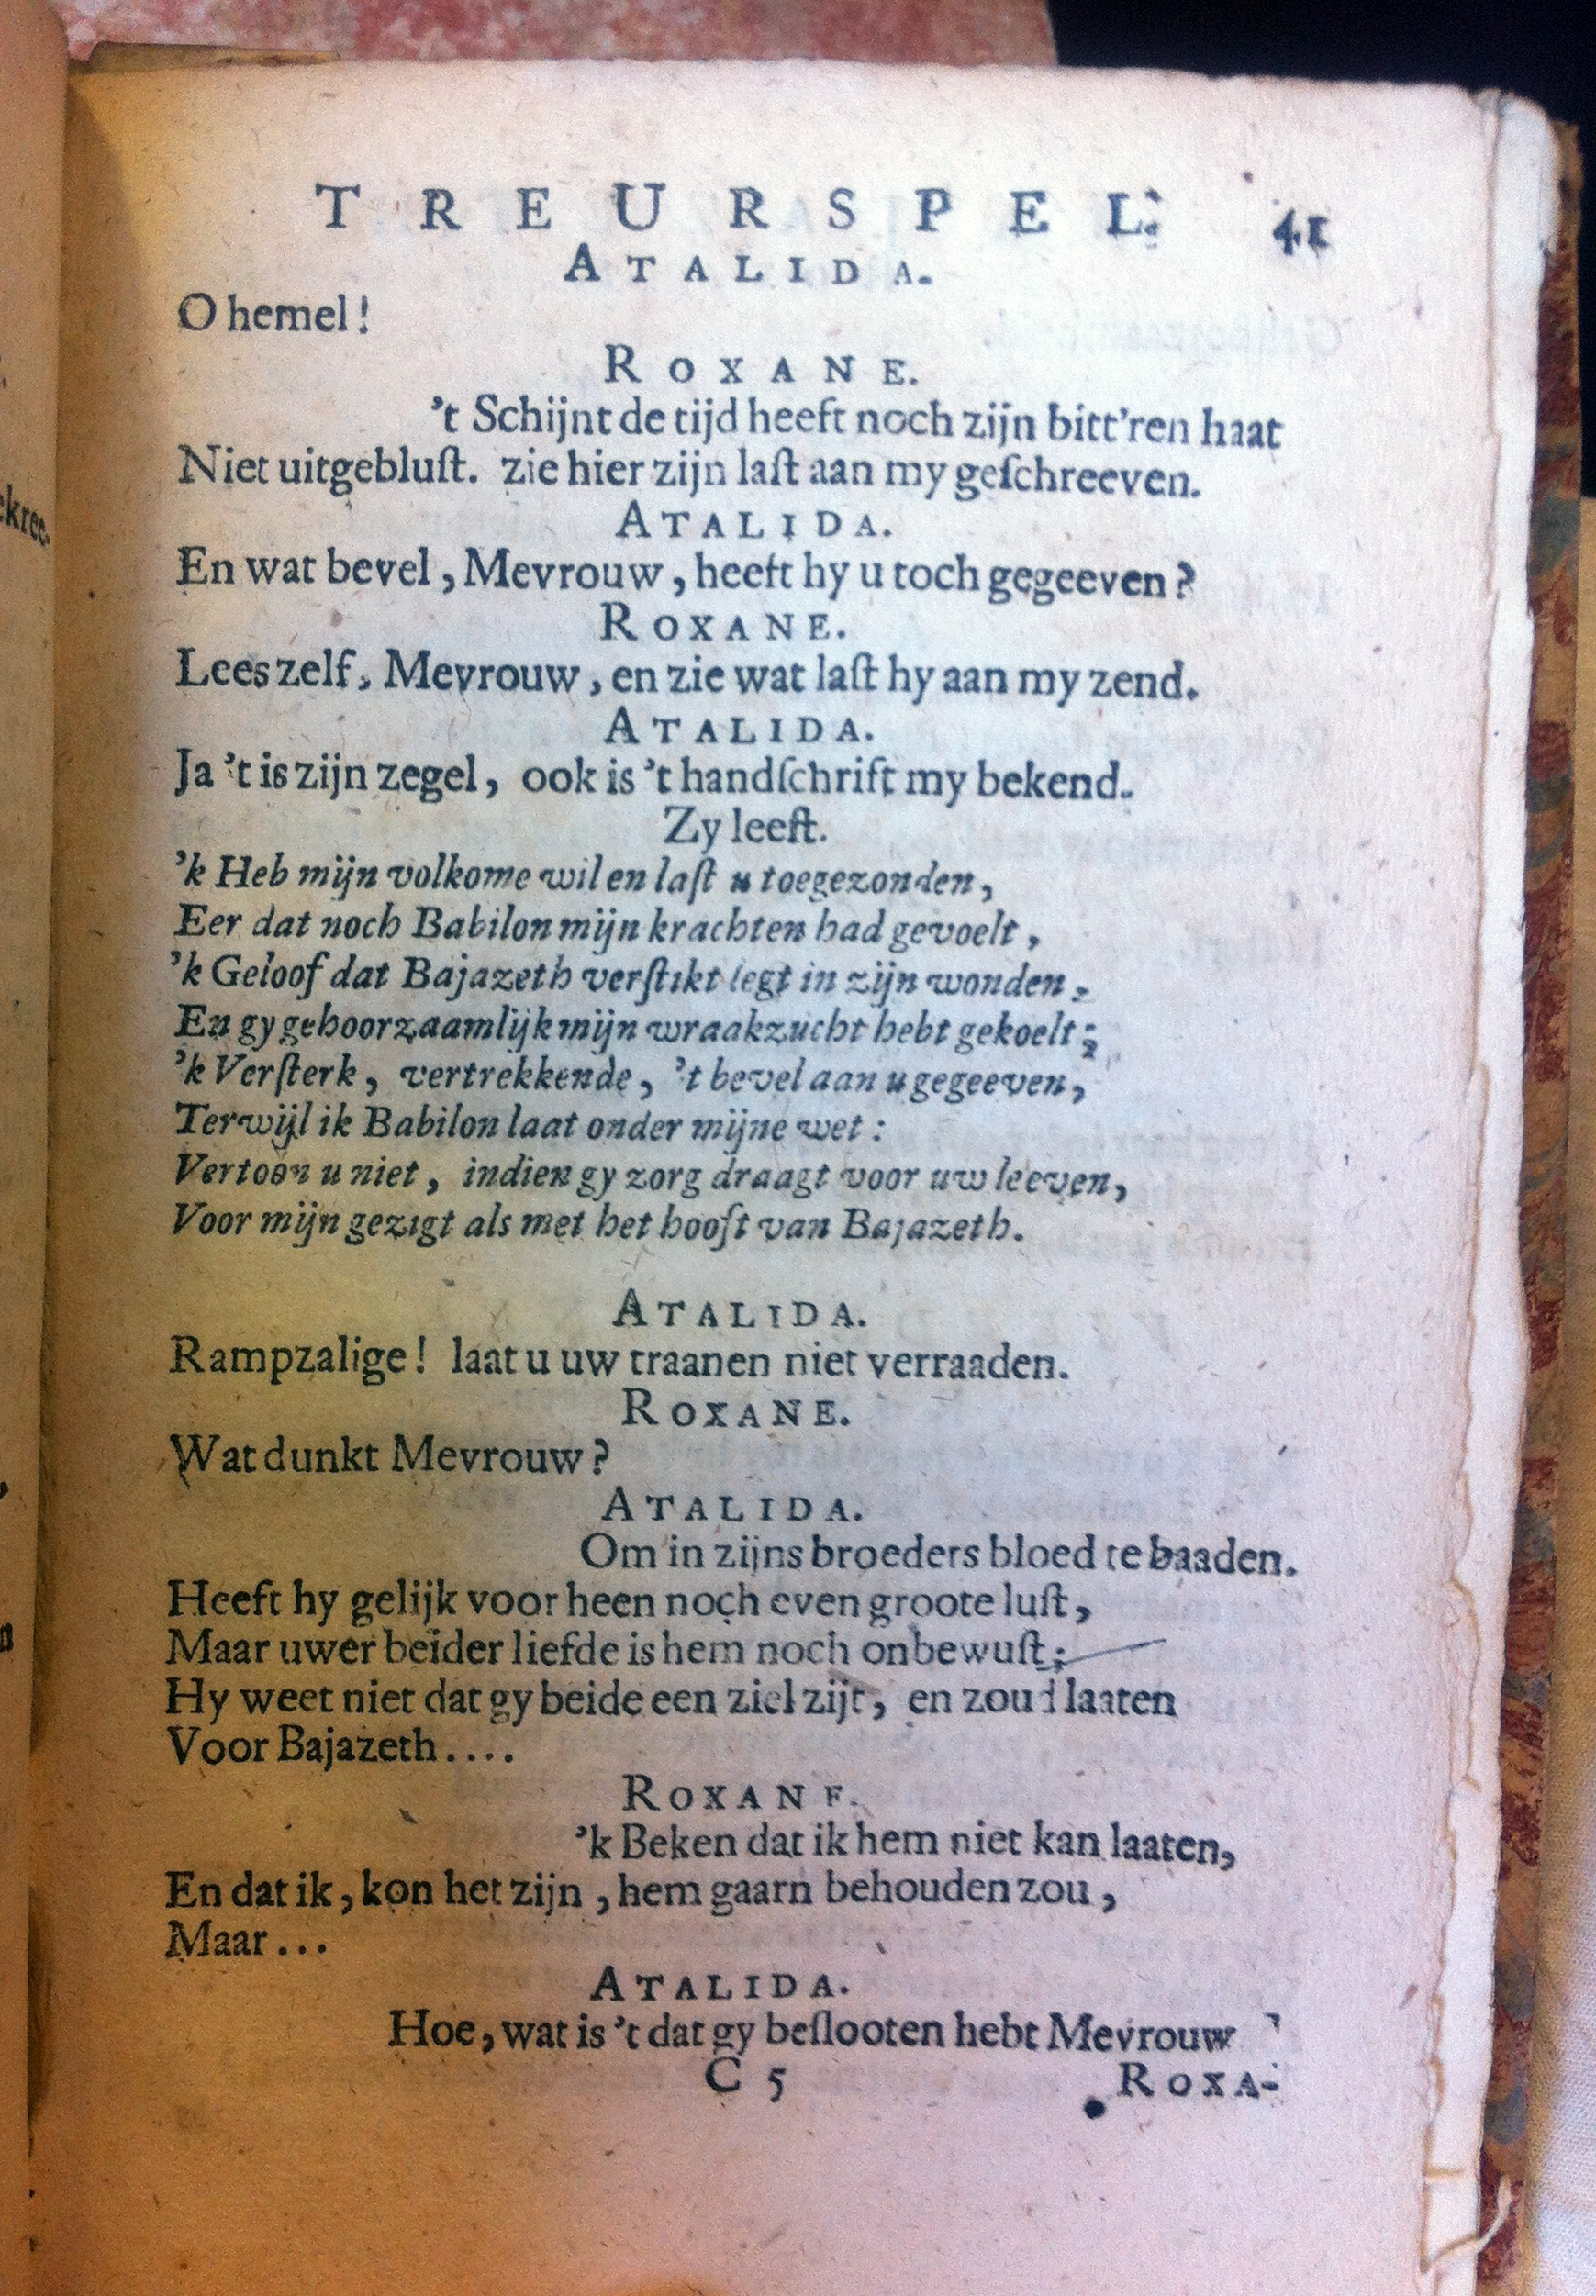 TREURSPEL. 41
ATALIDA.
O hemel!
ROXANE.
't Schijnt de tijd heeft noch zijn bitt'ren haat
Niet uitgebluſt. zie hier zijn laſt aan my geſchreeven.
ATALIDA.
En wat bevel, Mevrouw, heeft hy u toch gegeeven?
ROXANE.
Lees zelf, Mevrouw, en zie wat laſt hy aan my zend.
ATALIDA.
Ja 't is zijn zegel, ook is 't handſchrift my bekend.
Zy leeſt.
'k Heb mijn volkome wil en laſt u toegezonden,
Eer dat noch Babilon mijn krachten had gevoelt,
'k Geloof dat Bajazeth verſtikt legt in zijn wonden,
En gy gehoorzaamlijk mijn wraakzucht hebt gekoelt;
'k Verſterk, vertrekkende, 't bevel aan u gegeeven,
Terwijl ik Babilon laat onder mijne wet:
Vertoon u niet, indien gy zorg draagt voor uw leeven,
Voor mijn gezigt als met het hooft van Bajazeth.
ATALIDA.
Rampzalige! laat u uw traanen niet verraaden.
ROXANE.
Wat dunkt Mevrouw?
ATALIDA.
Om in zijns broeders bloed te baaden.
Heeft hy gelijk voor heen noch even groote luſt,
Maar uwer beider liefde is hem noch onbewuſt;
Hy weet niet dat gy beide een ziel zijt, en zoud laaten
Voor Bajazeth....
ROXANE.
'k Beken dat ik hem niet kan laaten,
En dat ik, kon het zijn, hem gaarn behouden zou,
Maar...
ATALIDA.
Hoe, wat is 't dat gy beſlooten hebt Mevrouw
C 5 ROXA-